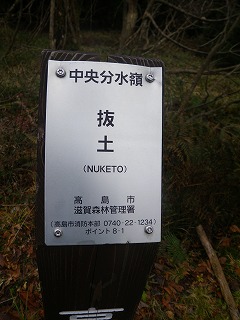 中央分水嶺
抜
土
(NUKETO)
高島市
滋賀森林管理署
(高島市消防本部 0740-22-1234)
ポイント 8-1